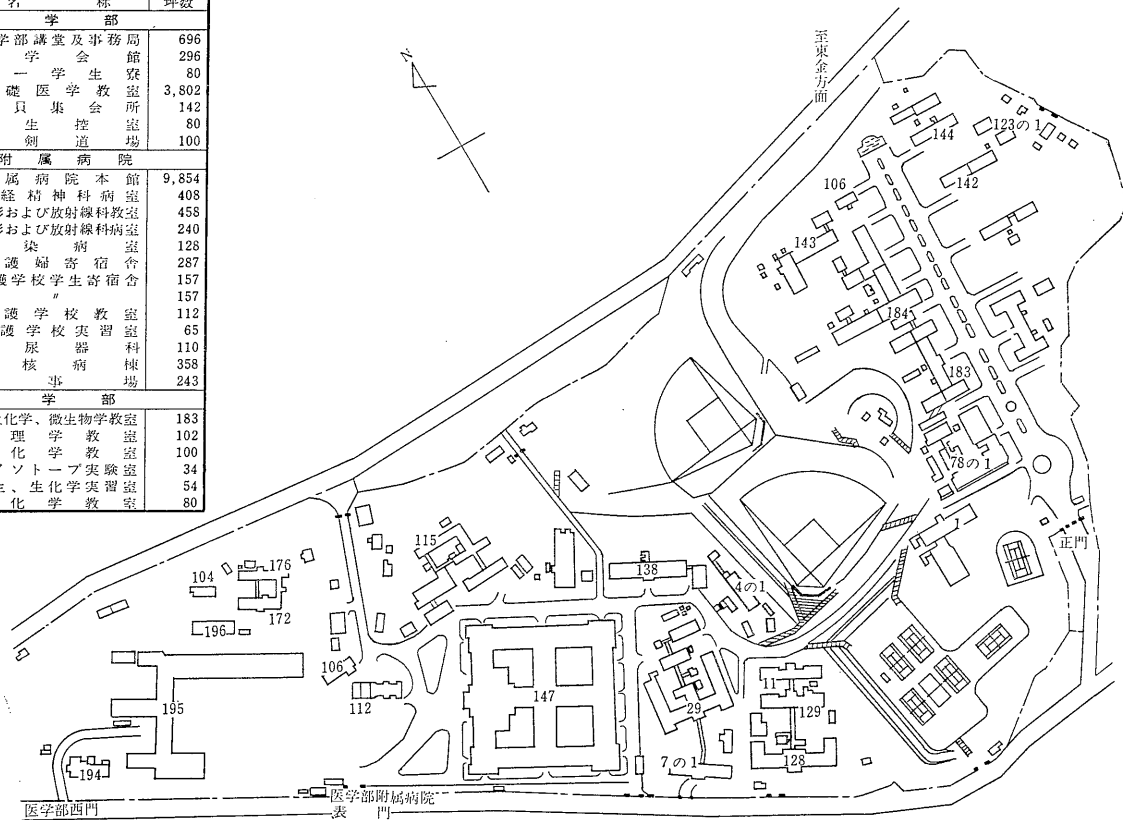 名称 坪数
学部
学部講堂及事務局 696
学会館 296
一学生寮 80
礎医学教室 3,802
員集会所 142
生控室 80
剣道場 100
附属病院
属病院本館 9,854
経精神科病室 408
形および放射線科教室 458
形および放射線科病室 240
染病室 128
護婦寄宿舎 287
護学校学生寄宿舎 157
〃 157
護学校教室 112
護学校実習室 65
尿器科 110
核病棟 358
事場 243
学部
化学、微生物学教室 183
理学教室 102
化学教室 100
イソトープ実験室 34
生、生化学実習室 54
化学教室 80
N
至東金方面
144
123の1
142
106
143
184
183
78の1
1
正門
115
138
4の1
176
104
172
196
106
112
147
29
11
129
195
7の1
128
194
医学部西門
医学部附属病院
表門